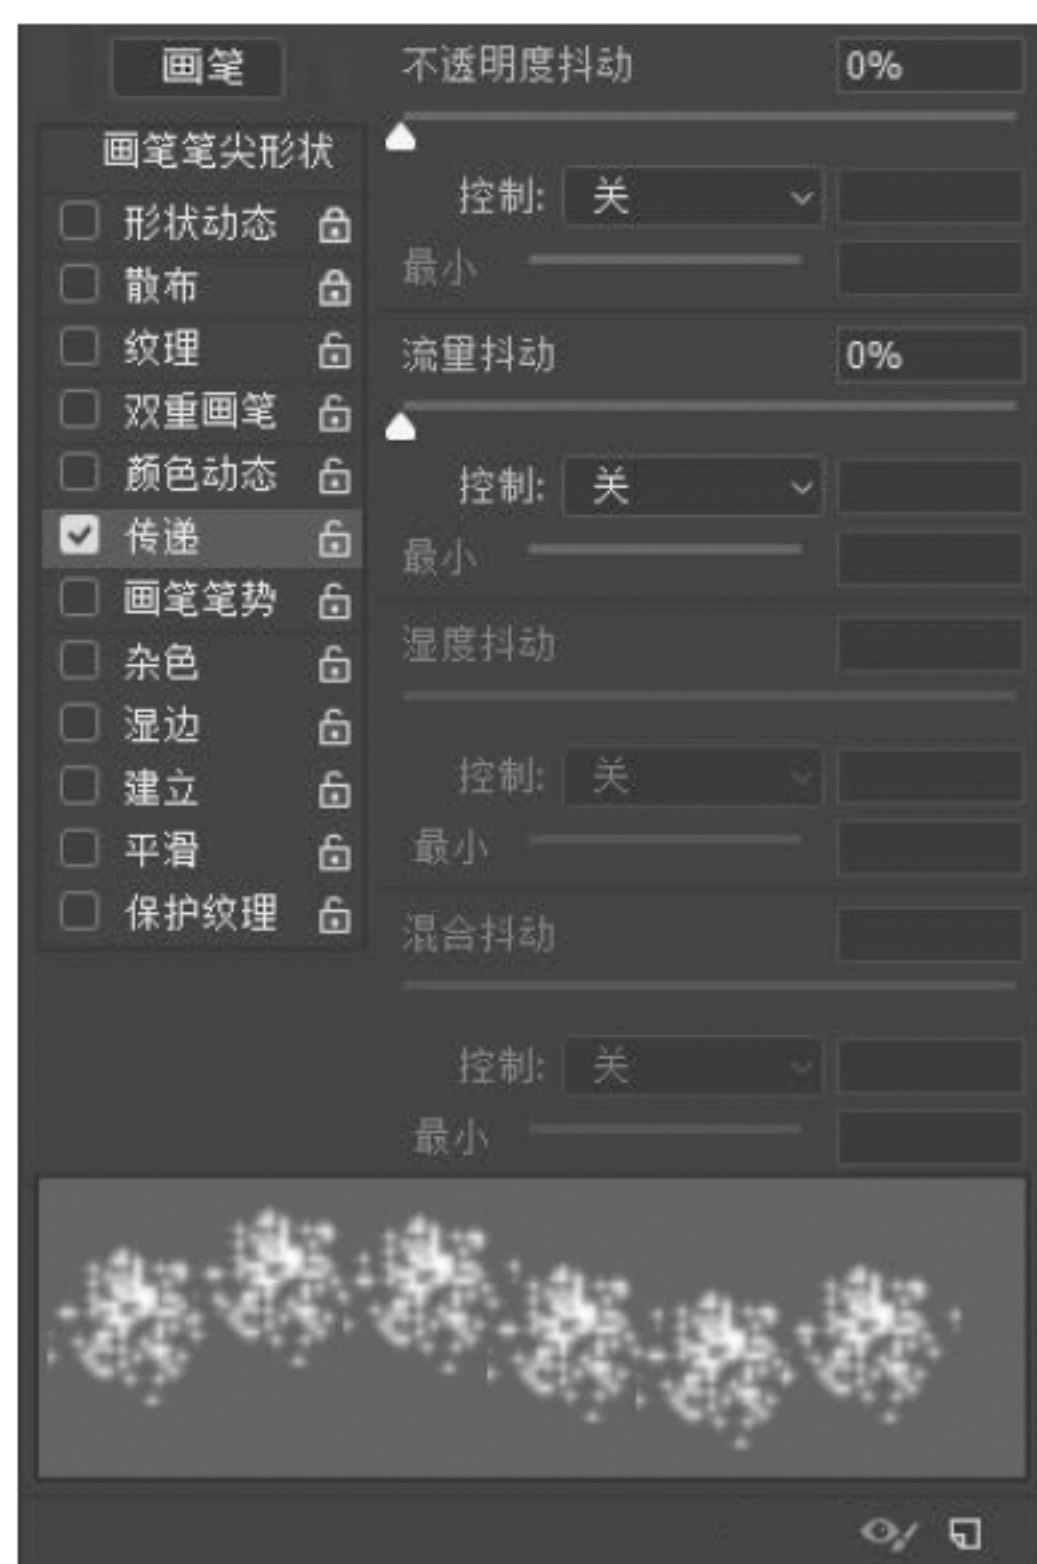 画笔
画笔笔尖形状
形状动态
散布
纹理
双重画笔
颜色动态
传递
画笔笔势
杂色
湿边
建立
平滑
保护纹理
不透明度抖动 0%
控制: 关
最小
流量抖动 0%
控制: 关
最小
湿度抖动
控制: 关
最小
混合抖动
控制: 关
最小